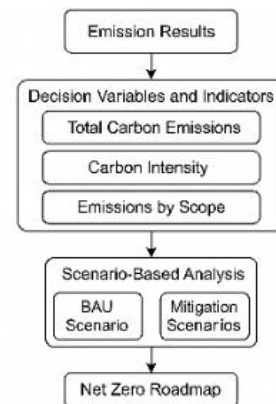 Emission Results
Decision Variables and Indicators
Total Carbon Emissions
Carbon Intensity
Emissions by Scope
Scenario-Based Analysis
BAU
Scenario
Mitigation
Scenarios
Net Zero Roadmap